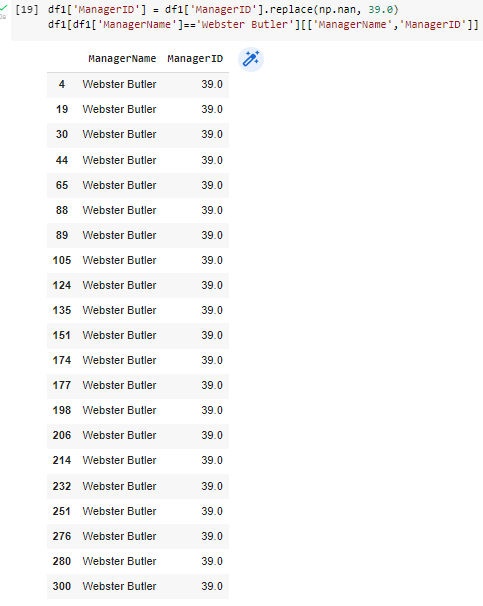 [19] df1['ManagerID'] = df1['ManagerID'].replace(np.nan, 39.0)
df1[df1['ManagerName']=='Webster Butler'][['ManagerName','ManagerID']]
ManagerName ManagerID
4 Webster Butler 39.0
19 Webster Butler 39.0
30 Webster Butler 39.0
44 Webster Butler 39.0
65 Webster Butler 39.0
88 Webster Butler 39.0
89 Webster Butler 39.0
105 Webster Butler 39.0
124 Webster Butler 39.0
135 Webster Butler 39.0
151 Webster Butler 39.0
174 Webster Butler 39.0
177 Webster Butler 39.0
198 Webster Butler 39.0
206 Webster Butler 39.0
214 Webster Butler 39.0
232 Webster Butler 39.0
251 Webster Butler 39.0
276 Webster Butler 39.0
280 Webster Butler 39.0
300 Webster Butler 39.0